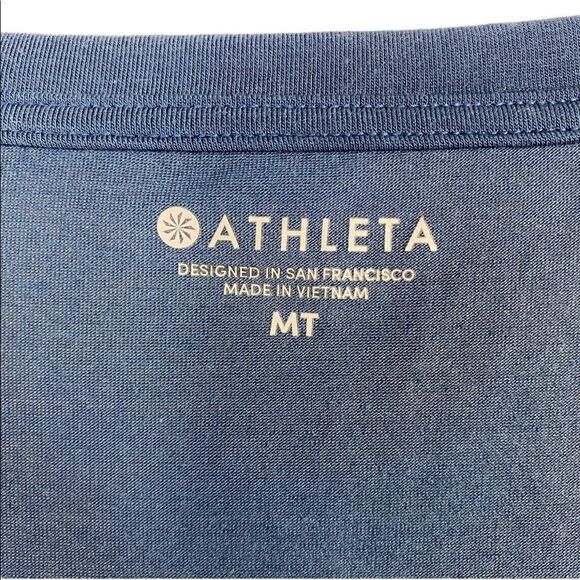 ATHLETA
DESIGNED IN SAN FRANCISCO
MADE IN VIETNAM
MT